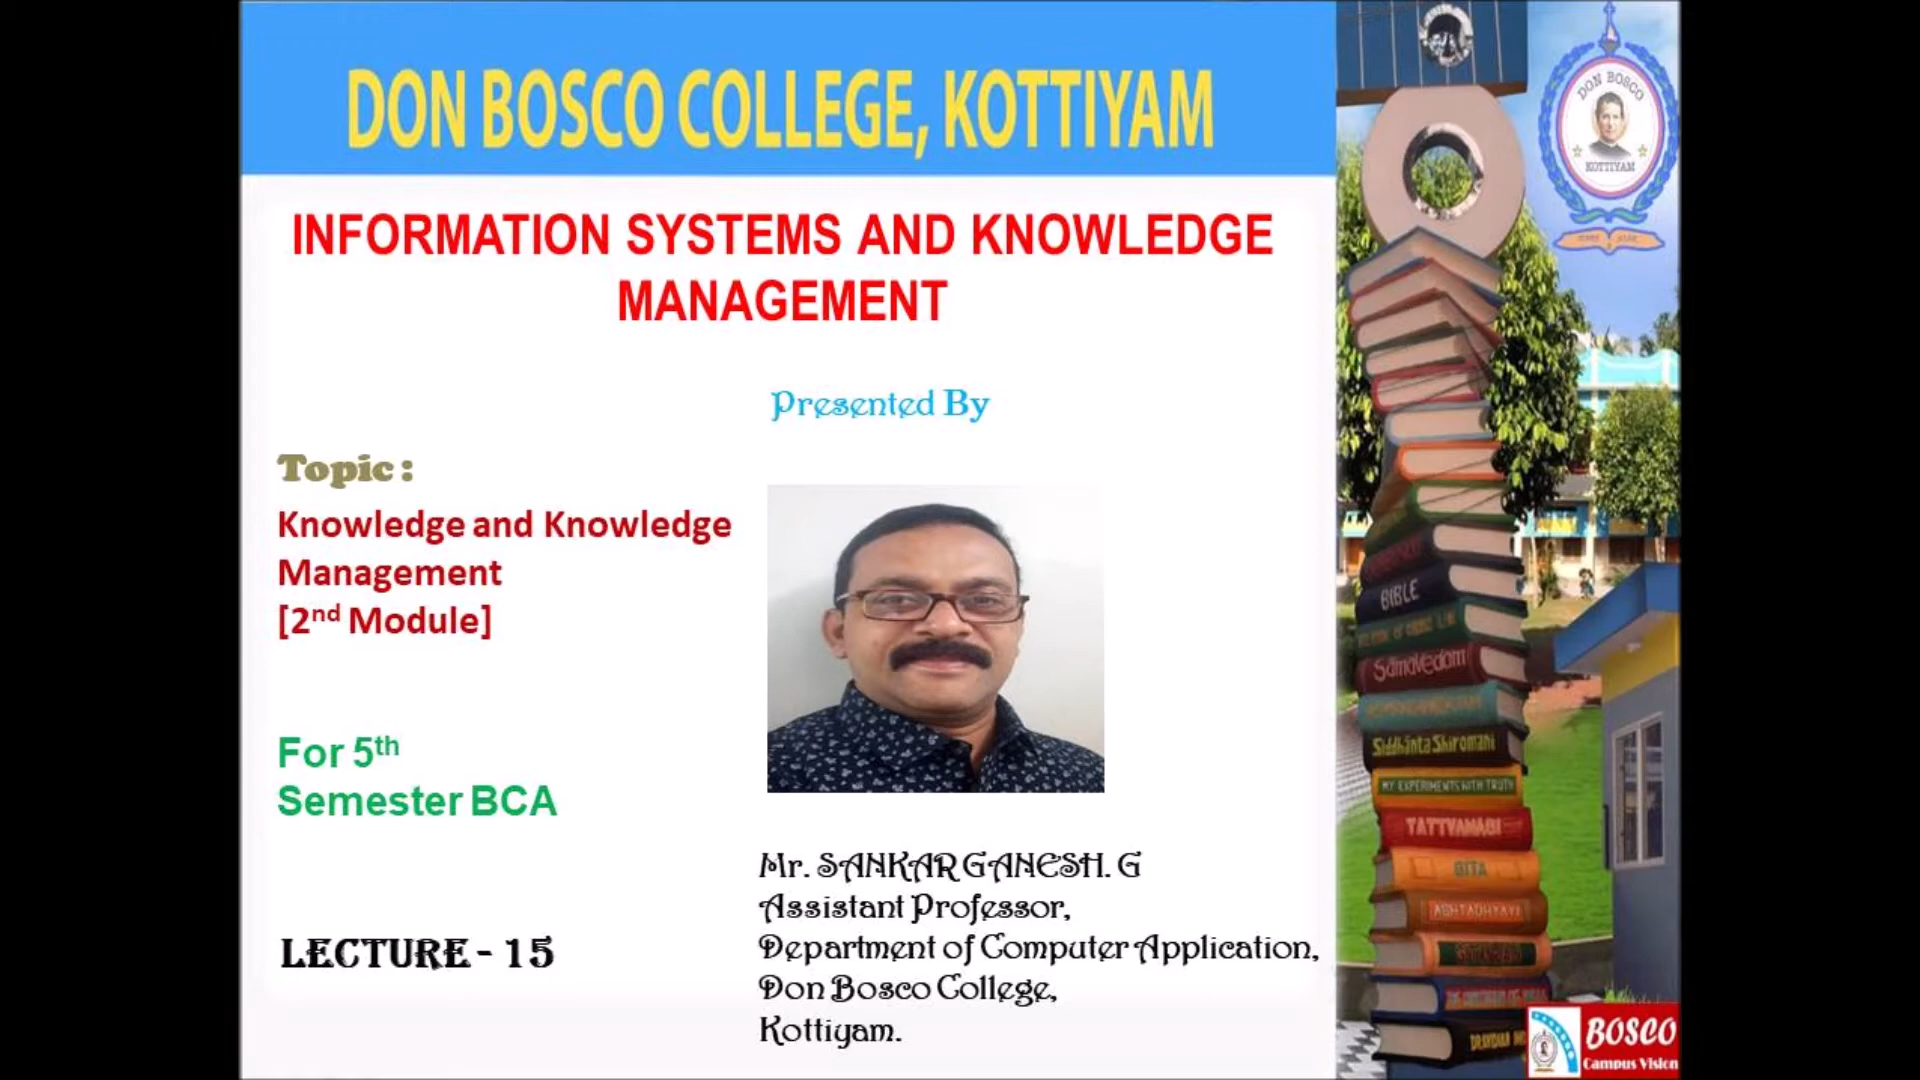 DON BOSCO COLLEGE, KOTTIYAM
INFORMATION SYSTEMS AND KNOWLEDGE
MANAGEMENT
Presented By
Topic :
Knowledge and Knowledge
Management
[2nd Module]
For 5th
Semester BCA
LECTURE - 15
Mr. SANKAR GANESH. G
Assistant Professor,
Department of Computer Application,
Don Bosco College,
Kottiyam.
DON BOSCO
KOTTIYAM
BIBLE
Samavedam
Siddhanta Shiromani
MY EXPERIMENTS WITH TRUTH
TATTVAMASI
GITA
BOSCO
Campus Vision